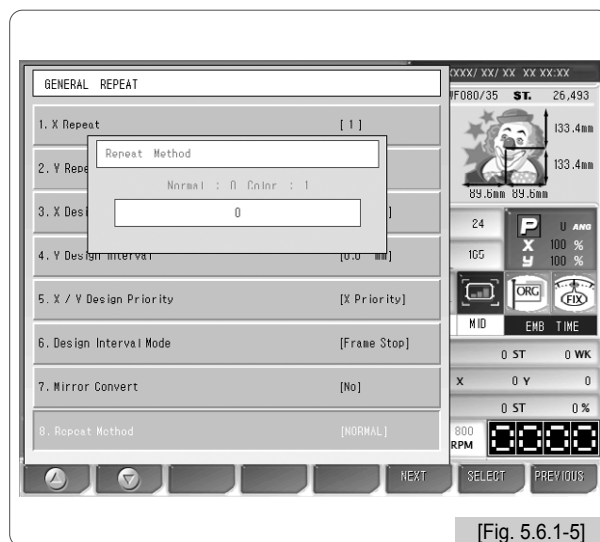 XXXX/ XX/ XX XX XX:XX
GENERAL REPEAT
WF080/35 ST. 26,493
1. X Repeat [ 1 ]
133.4mm
Repeat Method
2. Y Repe
133.4mm
Normal : 0 Color : 1
89.6mm 89.6mm
3. X Desi ]
0
24
P U ANG
X 100 %
4. Y Design Interval [0.0 mm]
165
Y 100 %
5. X / Y Design Priority [X Priority]
ORG
FIX
MID EMB TIME
6. Design Interval Mode [Frame Stop]
0 ST 0 WK
7. Mirror Convert [No]
X 0 Y 0
0 ST 0 %
8. Repeat Method [NORMAL]
800
RPM
NEXT SELECT PREVIOUS
[Fig. 5.6.1-5]